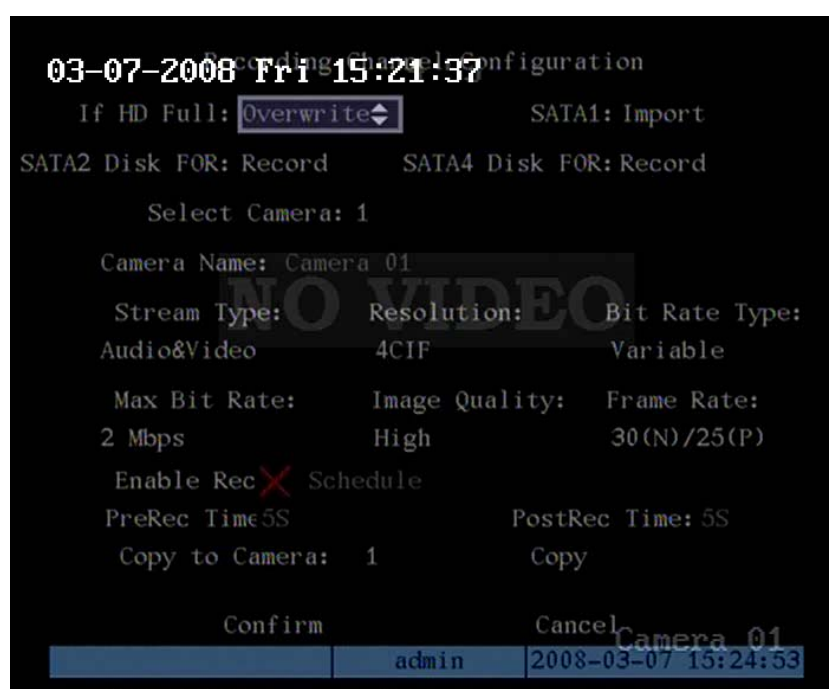 Recording Channel Configuration
03-07-2008 Fri 15:21:37
If HD Full: Overwrite SATA1: Import
SATA2 Disk FOR: Record SATA4 Disk FOR: Record
Select Camera: 1
Camera Name: Camera 01
NO VIDEO
Stream Type: Resolution: Bit Rate Type:
Audio&Video 4CIF Variable
Max Bit Rate: Image Quality: Frame Rate:
2 Mbps High 30(N)/25(P)
Enable Rec Schedule
PreRec Time 5S PostRec Time: 5S
Copy to Camera: 1 Copy
Confirm Cancel
Camera 01
admin 2008-03-07 15:24:53